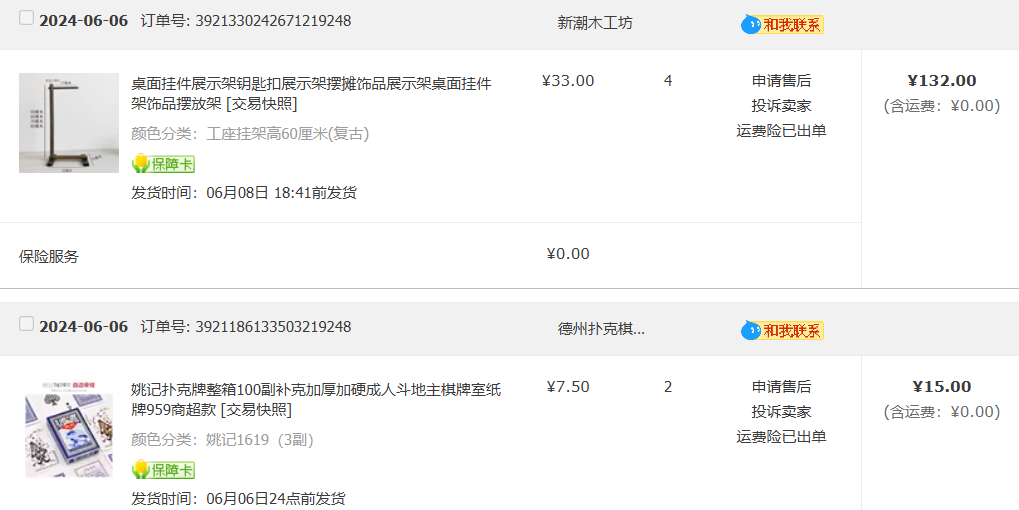 2024-06-06 订单号: 3921330242671219248 新潮木工坊 和我联系
桌面挂件展示架钥匙扣展示架摆摊饰品展示架桌面挂件 ¥33.00 4 申请售后 ¥132.00
架饰品摆放架 [交易快照] 投诉卖家 (含运费：¥0.00)
颜色分类：工座挂架高60厘米(复古) 运费险已出单
保障卡
发货时间：06月08日 18:41前发货
保险服务 ¥0.00
2024-06-06 订单号: 3921186133503219248 德州扑克棋... 和我联系
姚记扑克牌整箱100副补克加厚加硬成人斗地主棋牌室纸 ¥7.50 2 申请售后 ¥15.00
牌959商超款 [交易快照] 投诉卖家 (含运费：¥0.00)
颜色分类：姚记1619（3副） 运费险已出单
保障卡
发货时间：06月06日24点前发货